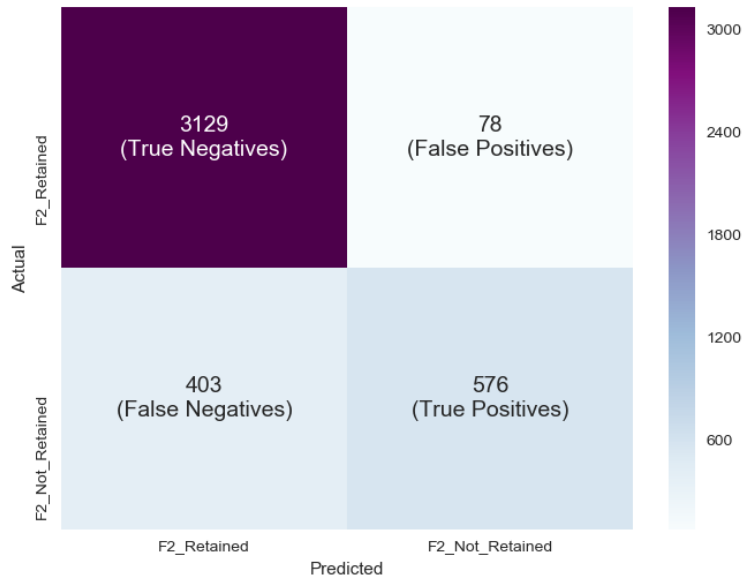 3129
(True Negatives)
78
(False Positives)
403
(False Negatives)
576
(True Positives)
F2_Retained
F2_Not_Retained
Actual
F2_Retained
F2_Not_Retained
Predicted
3000
2400
1800
1200
600